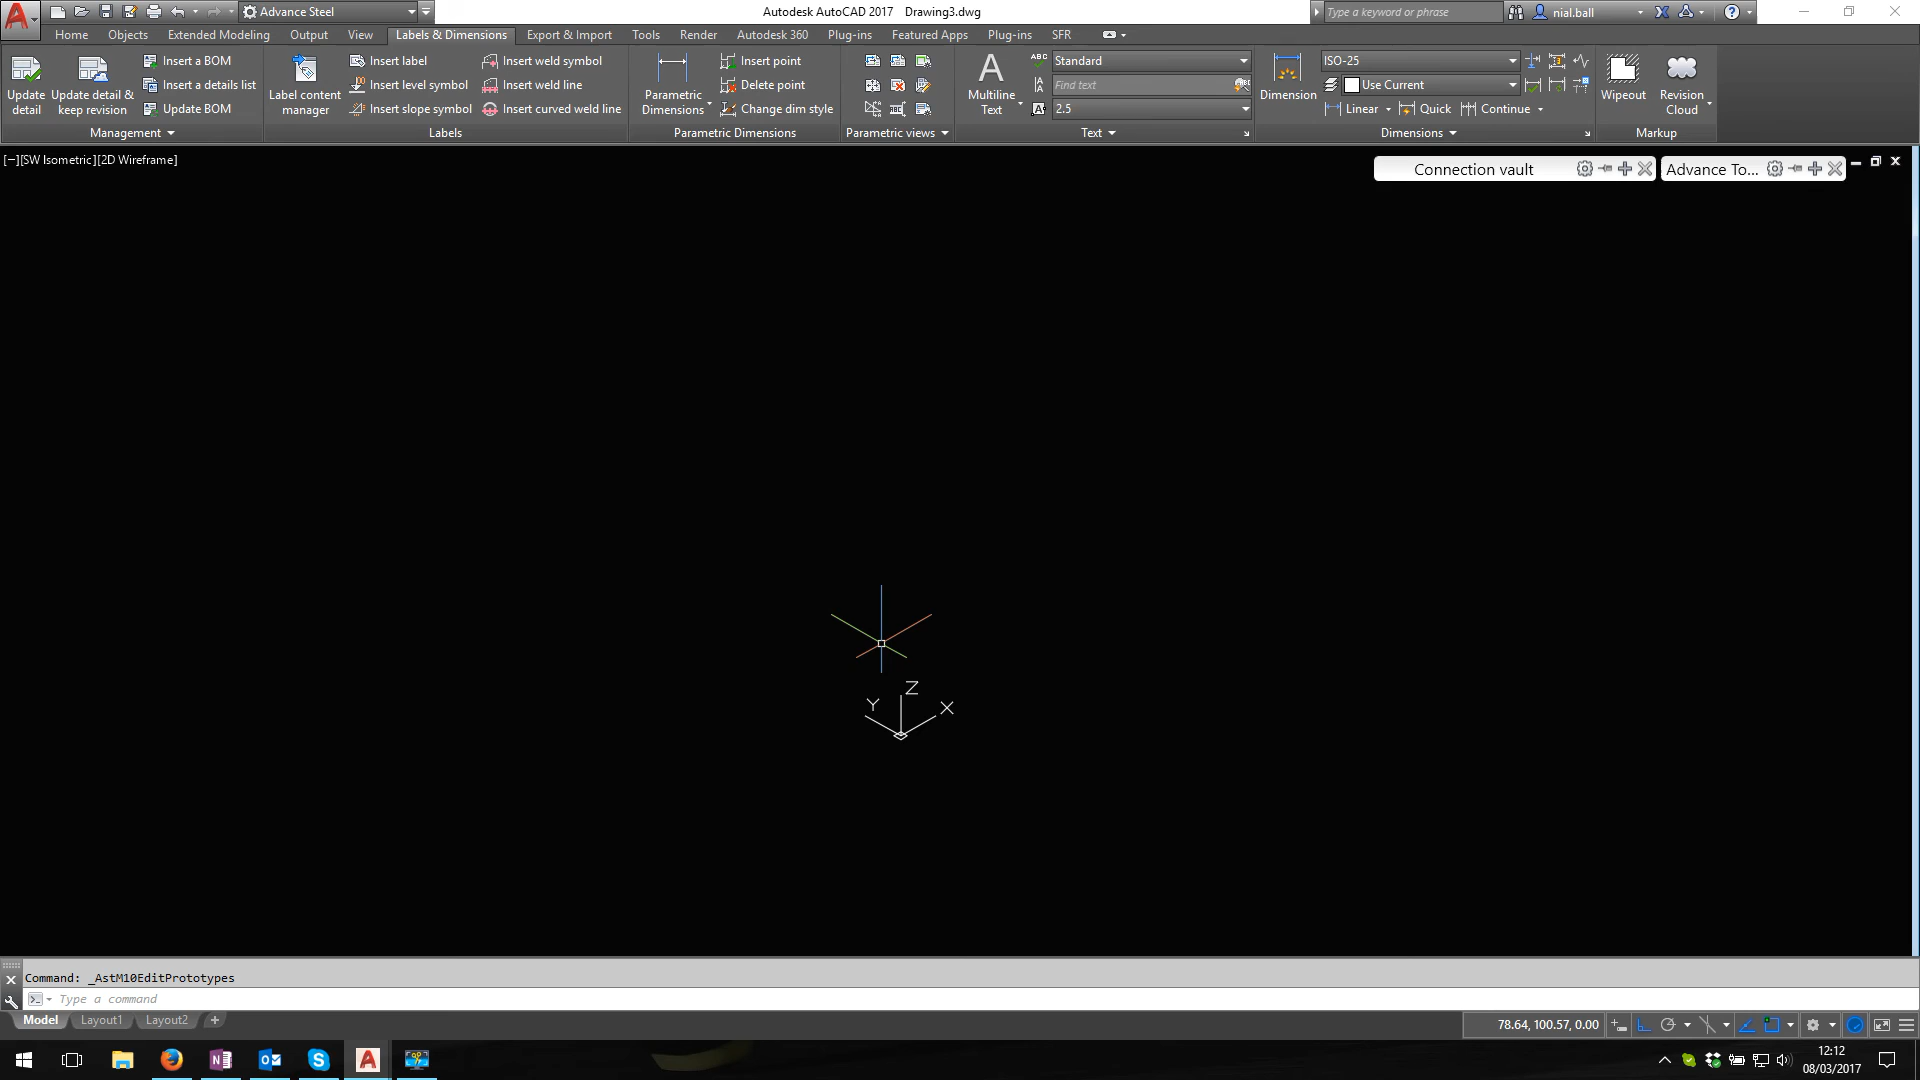 Advance Steel
Autodesk AutoCAD 2017 Drawing3.dwg
Type a keyword or phrase
nial.ball
Home Objects Extended Modeling Output View Labels & Dimensions Export & Import Tools Render Autodesk 360 Plug-ins Featured Apps Plug-ins SFR
Update detail
Update detail & keep revision
Insert a BOM
Insert a details list
Update BOM
Management
Label content manager
Insert label
Insert level symbol
Insert slope symbol
Insert weld symbol
Insert weld line
Insert curved weld line
Labels
Parametric Dimensions
Insert point
Delete point
Change dim style
Parametric Dimensions
Parametric views
A
Multiline Text
ABC
Standard
Find text
2.5
Text
Dimension
ISO-25
Use Current
Linear Quick Continue
Dimensions
Wipeout
Revision Cloud
Markup
[−][SW Isometric][2D Wireframe]
Connection vault
Advance To...
Z
Y
X
Command: _AstM10EditPrototypes
Type a command
Model Layout1 Layout2
78.64, 100.57, 0.00
12:12
08/03/2017